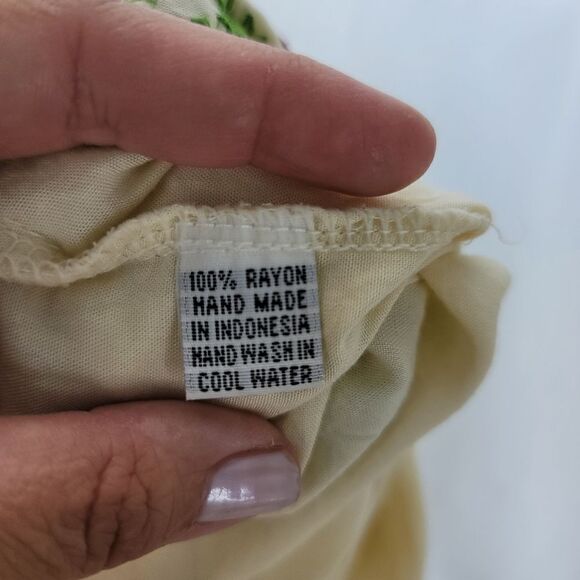 100% RAYON
HAND MADE
IN INDONESIA
HAND WASH IN
COOL WATER